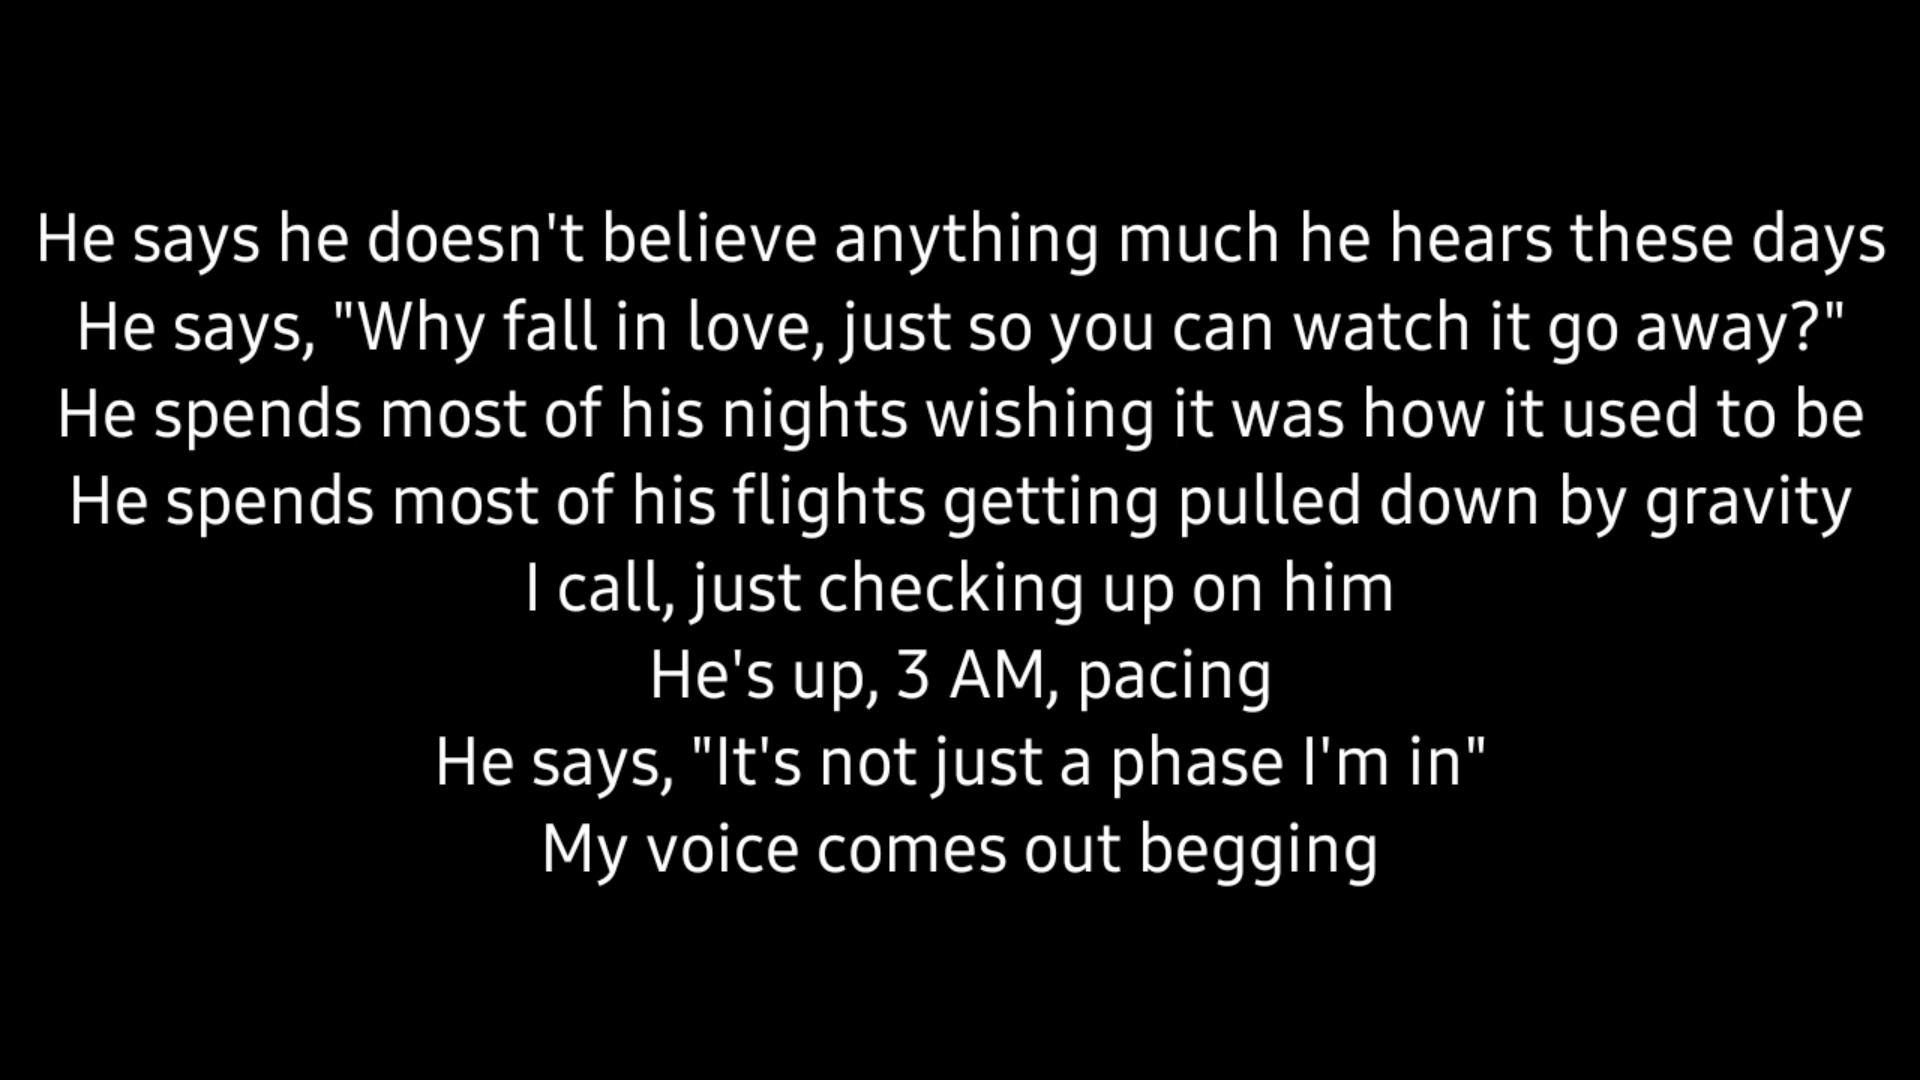 He says he doesn't believe anything much he hears these days
He says, "Why fall in love, just so you can watch it go away?"
He spends most of his nights wishing it was how it used to be
He spends most of his flights getting pulled down by gravity
I call, just checking up on him
He's up, 3 AM, pacing
He says, "It's not just a phase I'm in"
My voice comes out begging